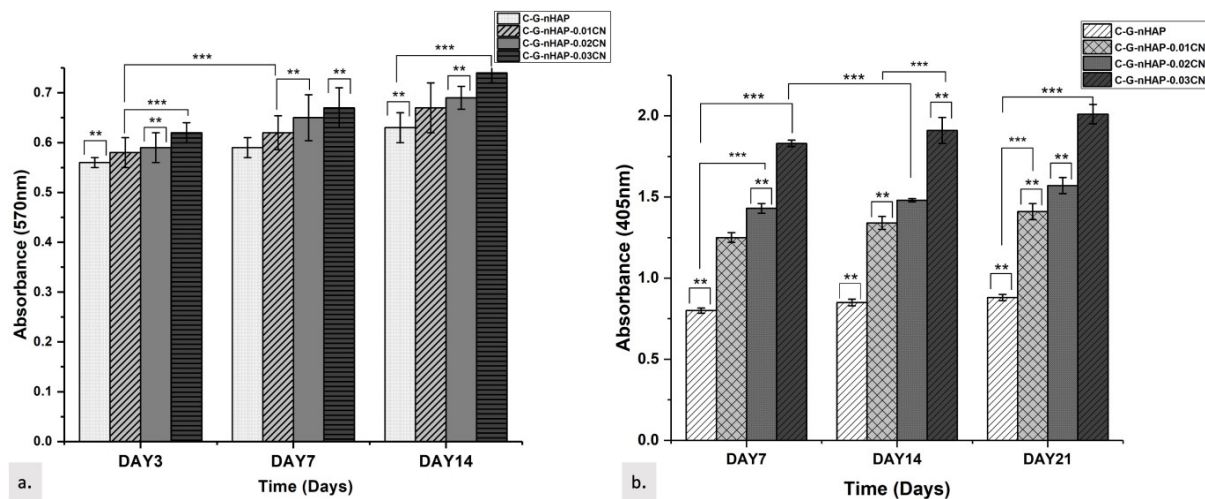 C-G-nHAP
C-G-nHAP-0.01CN
C-G-nHAP-0.02CN
C-G-nHAP-0.03CN
***
***
**
**
***
**
**
***
**
**
0.7
0.6
0.5
0.4
0.3
0.2
0.1
0.0
Absorbance (570nm)
DAY3 DAY7 DAY14
Time (Days)
a.
C-G-nHAP
C-G-nHAP-0.01CN
C-G-nHAP-0.02CN
C-G-nHAP-0.03CN
***
***
***
**
**
***
***
**
**
***
***
**
**
**
2.0
1.5
1.0
0.5
0.0
Absorbance (405nm)
DAY7 DAY14 DAY21
Time (Days)
b.